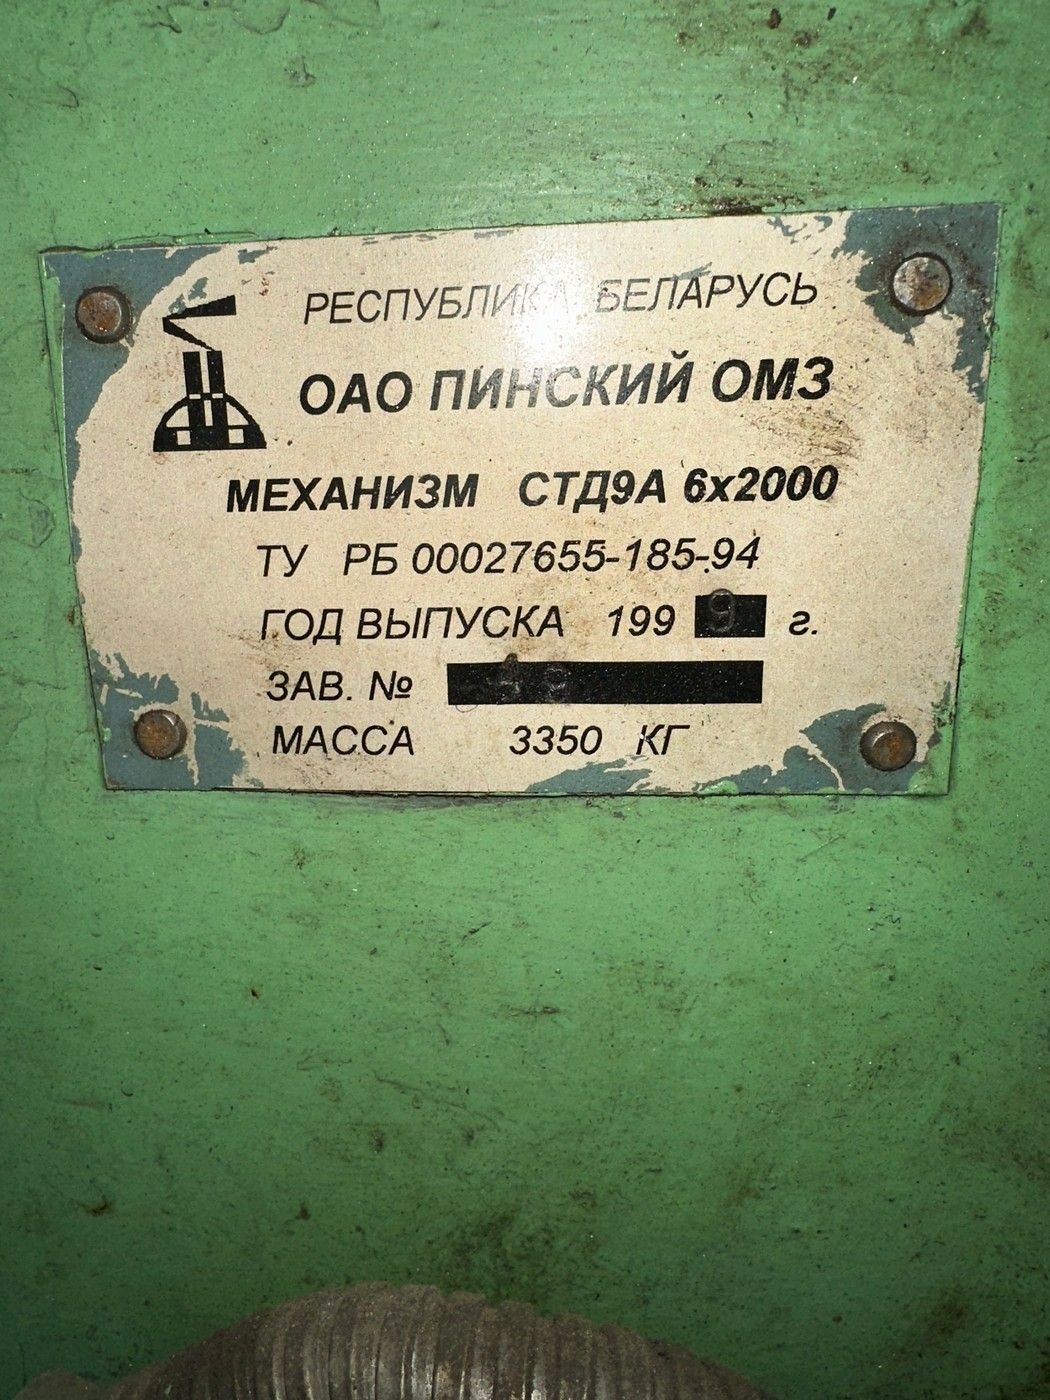 РЕСПУБЛИКА БЕЛАРУСЬ
ОАО ПИНСКИЙ ОМЗ
МЕХАНИЗМ СТД9А 6х2000
ТУ РБ 00027655-185-94
ГОД ВЫПУСКА 1999 г.
ЗАВ. №
МАССА 3350 КГ